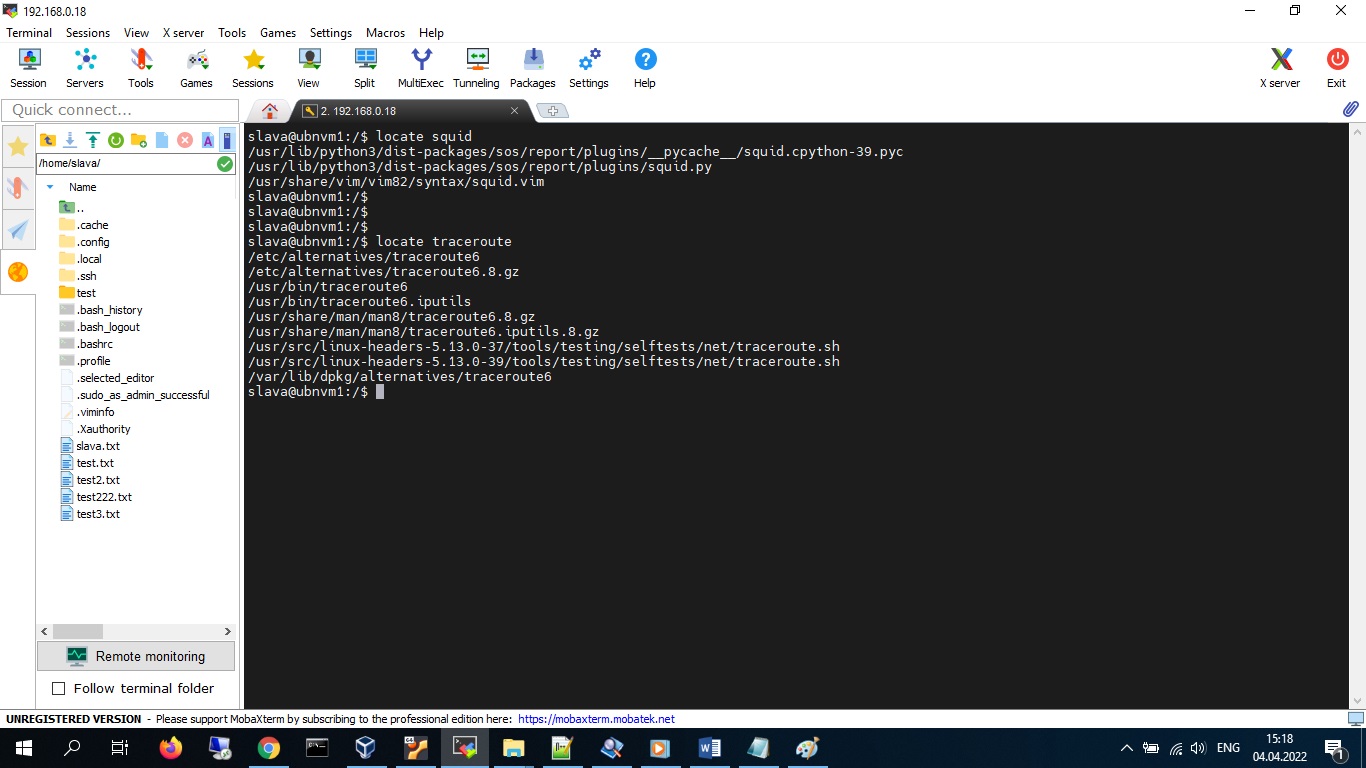 192.168.0.18
Terminal Sessions View X server Tools Games Settings Macros Help
Session Servers Tools Games Sessions View Split MultiExec Tunneling Packages Settings Help X server Exit
Quick connect...
2. 192.168.0.18
/home/slava/
Name
..
.cache
.config
.local
.ssh
test
.bash_history
.bash_logout
.bashrc
.profile
.selected_editor
.sudo_as_admin_successful
.viminfo
.Xauthority
slava.txt
test.txt
test2.txt
test222.txt
test3.txt
Remote monitoring
Follow terminal folder
slava@ubnvm1:/$ locate squid
/usr/lib/python3/dist-packages/sos/report/plugins/__pycache__/squid.cpython-39.pyc
/usr/lib/python3/dist-packages/sos/report/plugins/squid.py
/usr/share/vim/vim82/syntax/squid.vim
slava@ubnvm1:/$
slava@ubnvm1:/$
slava@ubnvm1:/$
slava@ubnvm1:/$ locate traceroute
/etc/alternatives/traceroute6
/etc/alternatives/traceroute6.8.gz
/usr/bin/traceroute6
/usr/bin/traceroute6.iputils
/usr/share/man/man8/traceroute6.8.gz
/usr/share/man/man8/traceroute6.iputils.8.gz
/usr/src/linux-headers-5.13.0-37/tools/testing/selftests/net/traceroute.sh
/usr/src/linux-headers-5.13.0-39/tools/testing/selftests/net/traceroute.sh
/var/lib/dpkg/alternatives/traceroute6
slava@ubnvm1:/$
UNREGISTERED VERSION - Please support MobaXterm by subscribing to the professional edition here: https://mobaxterm.mobatek.net
ENG
15:18
04.04.2022
1